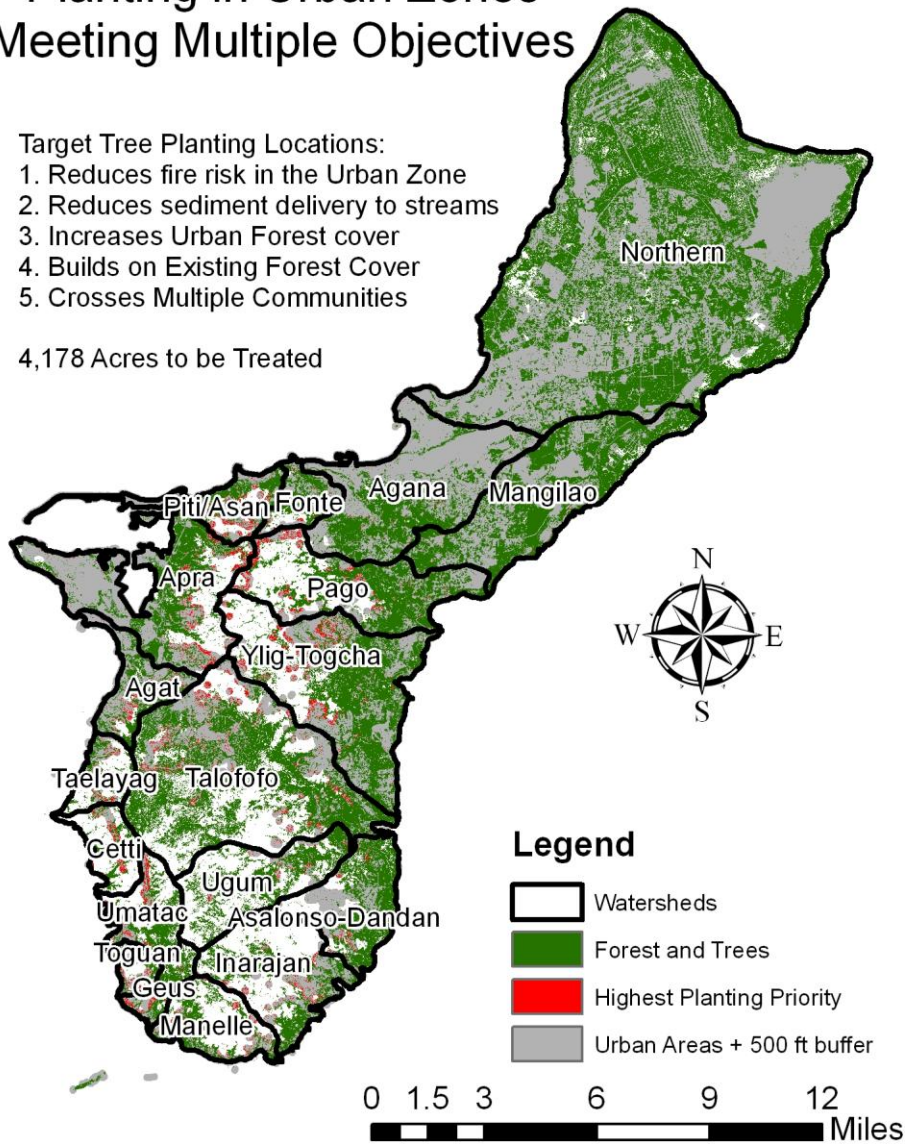 Planting in Urban Zones
Meeting Multiple Objectives
Target Tree Planting Locations:
1. Reduces fire risk in the Urban Zone
2. Reduces sediment delivery to streams
3. Increases Urban Forest cover
4. Builds on Existing Forest Cover
5. Crosses Multiple Communities
4,178 Acres to be Treated
Northern
Piti/Asan
Fonte
Agana
Mangilao
Apra
Pago
Ylig-Togcha
Agat
Taelayag
Talofofo
Cetti
Ugum
Umatac
Asalonso-Dandan
Toguan
Inarajan
Geus
Manelle
N
W
E
S
Legend
Watersheds
Forest and Trees
Highest Planting Priority
Urban Areas + 500 ft buffer
0 1.5 3 6 9 12
Miles